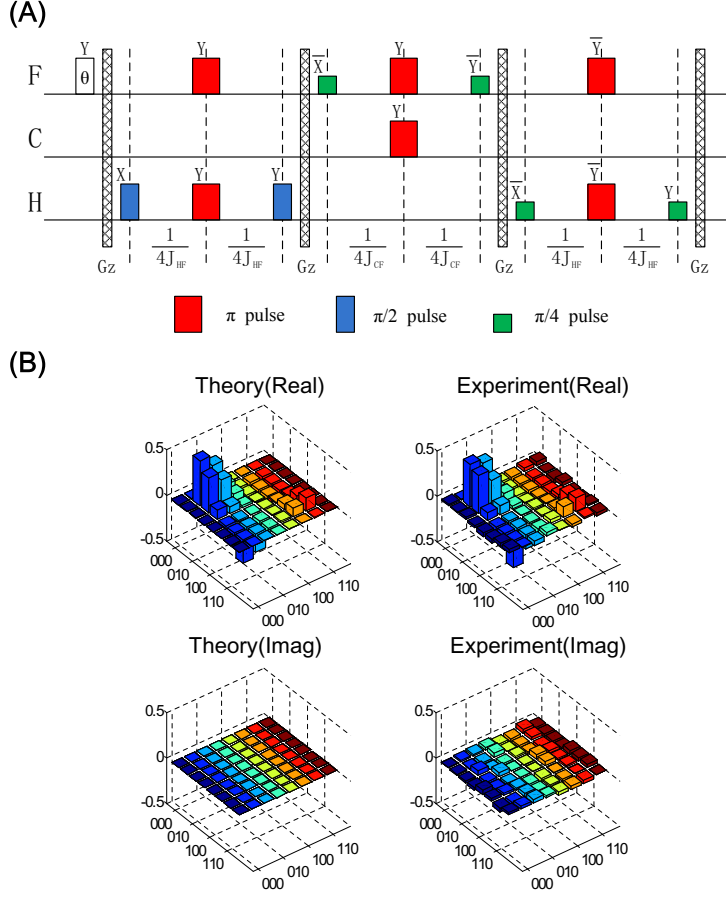 (A)
Y Y X̅ Y Y̅ Y̅
F θ
Y
C
X Y Y X̅ Y̅ Y
H
1/4J_HF 1/4J_HF 1/4J_CF 1/4J_CF 1/4J_HF 1/4J_HF
Gz Gz Gz Gz
π pulse π/2 pulse π/4 pulse
(B)
Theory(Real) Experiment(Real)
0.5 0.5
0 0
-0.5 -0.5
000 000
010 010
100 110 100 110
110 100 110 100
010 010
000 000
Theory(Imag) Experiment(Imag)
0.5 0.5
0 0
-0.5 -0.5
000 000
010 010
100 110 100 110
110 100 110 100
010 010
000 000